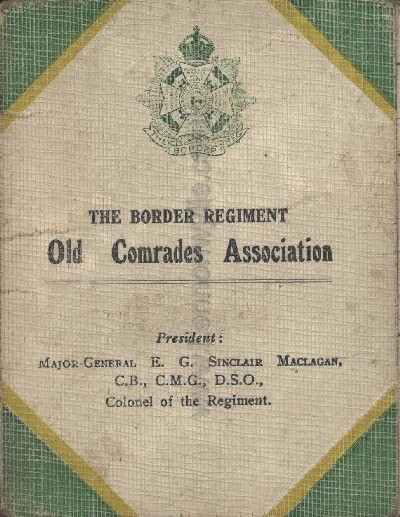 THE BORDER REGIMENT
Old Comrades Association
President:
MAJOR-GENERAL E. G. SINCLAIR MACLAGAN,
C.B., C.M.G., D.S.O.,
Colonel of the Regiment.